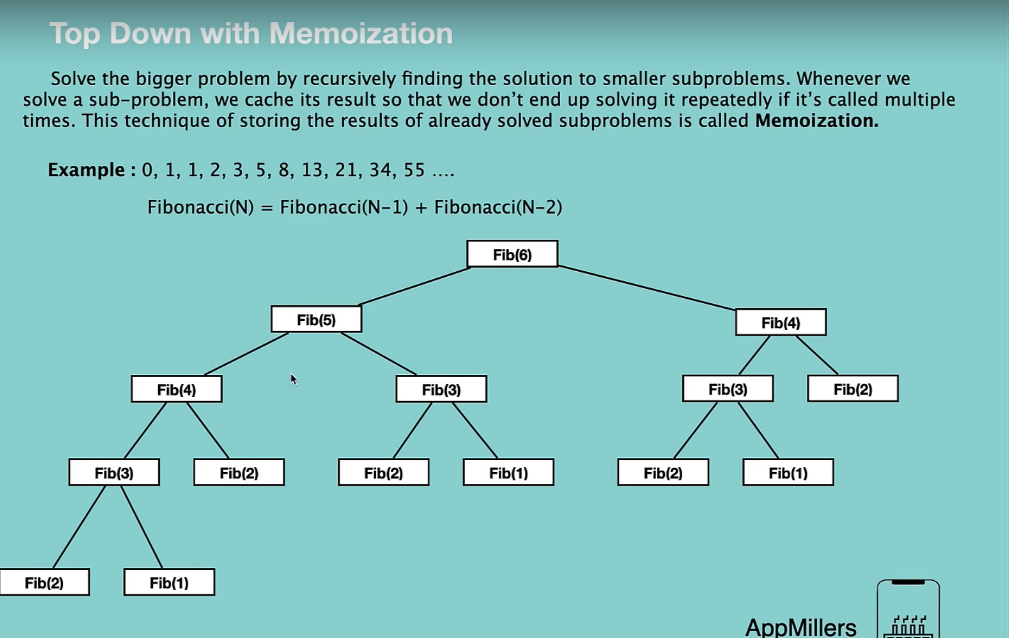 Top Down with Memoization
Solve the bigger problem by recursively finding the solution to smaller subproblems. Whenever we
solve a sub-problem, we cache its result so that we don’t end up solving it repeatedly if it’s called multiple
times. This technique of storing the results of already solved subproblems is called Memoization.
Example : 0, 1, 1, 2, 3, 5, 8, 13, 21, 34, 55 ....
Fibonacci(N) = Fibonacci(N-1) + Fibonacci(N-2)
Fib(6)
Fib(5)
Fib(4)
Fib(4)
Fib(3)
Fib(3)
Fib(2)
Fib(3)
Fib(2)
Fib(2)
Fib(1)
Fib(2)
Fib(1)
Fib(2)
Fib(1)
AppMillers